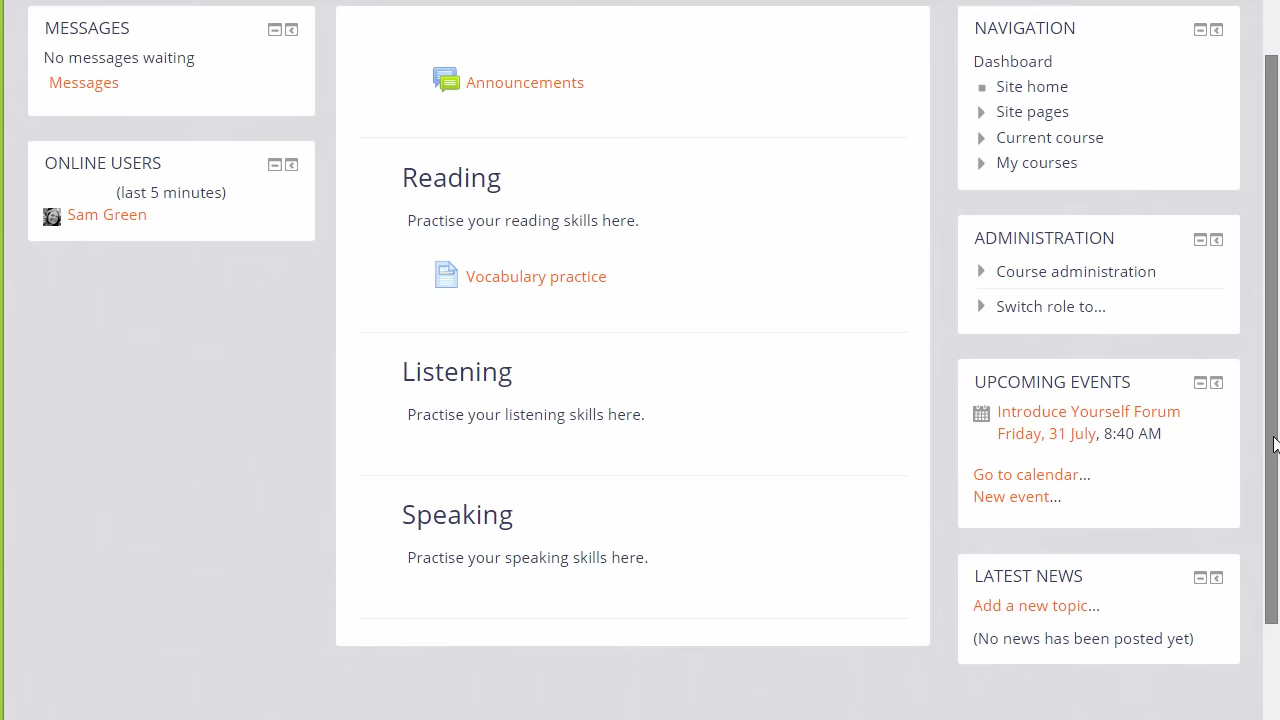 MESSAGES
No messages waiting
Messages
ONLINE USERS
(last 5 minutes)
Sam Green
Announcements
Reading
Practise your reading skills here.
Vocabulary practice
Listening
Practise your listening skills here.
Speaking
Practise your speaking skills here.
NAVIGATION
Dashboard
Site home
Site pages
Current course
My courses
ADMINISTRATION
Course administration
Switch role to...
UPCOMING EVENTS
Introduce Yourself Forum
Friday, 31 July, 8:40 AM
Go to calendar...
New event...
LATEST NEWS
Add a new topic...
(No news has been posted yet)